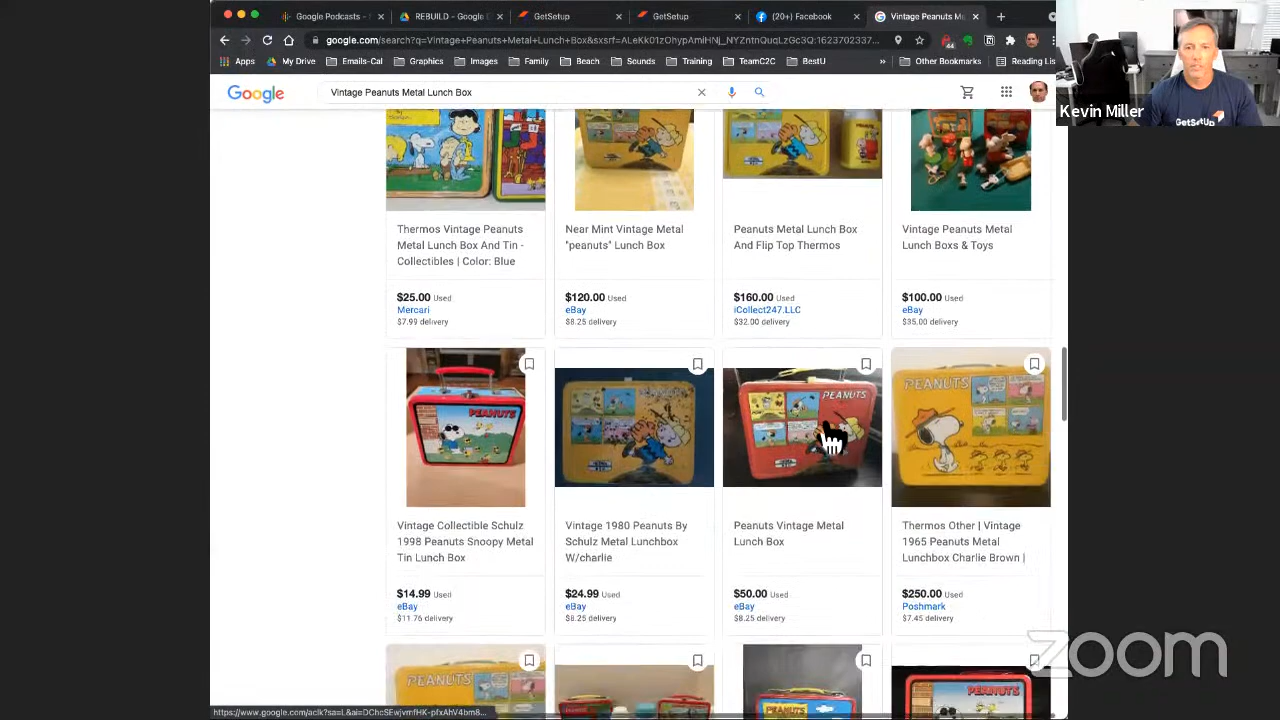 Google Podcasts - 
REBUILD - Google
GetSetup
GetSetup
(20+) Facebook
Vintage Peanuts Me
Apps
My Drive
Emails-Cal
Graphics
Images
Family
Beach
Sounds
Training
TeamC2C
BestU
»
Other Bookmarks
Reading List
Google
Vintage Peanuts Metal Lunch Box
Kevin Miller
GetSetUp
Thermos Vintage Peanuts
Metal Lunch Box And Tin -
Collectibles | Color: Blue
$25.00 Used
Mercari
$7.99 delivery
Near Mint Vintage Metal
"peanuts" Lunch Box
$120.00 Used
eBay
$8.25 delivery
Peanuts Metal Lunch Box
And Flip Top Thermos
$160.00 Used
iCollect247.LLC
$32.00 delivery
Vintage Peanuts Metal
Lunch Boxs & Toys
$100.00 Used
eBay
$35.00 delivery
PEANUTS
PEANUTS
PEANUTS
Vintage Collectible Schulz
1998 Peanuts Snoopy Metal
Tin Lunch Box
$14.99 Used
eBay
$11.76 delivery
Vintage 1980 Peanuts By
Schulz Metal Lunchbox
W/charlie
$24.99 Used
eBay
$8.25 delivery
Peanuts Vintage Metal
Lunch Box
$50.00 Used
eBay
$8.25 delivery
Thermos Other | Vintage
1965 Peanuts Metal
Lunchbox Charlie Brown |
$250.00 Used
Poshmark
$7.45 delivery
PEANUTS
zoom